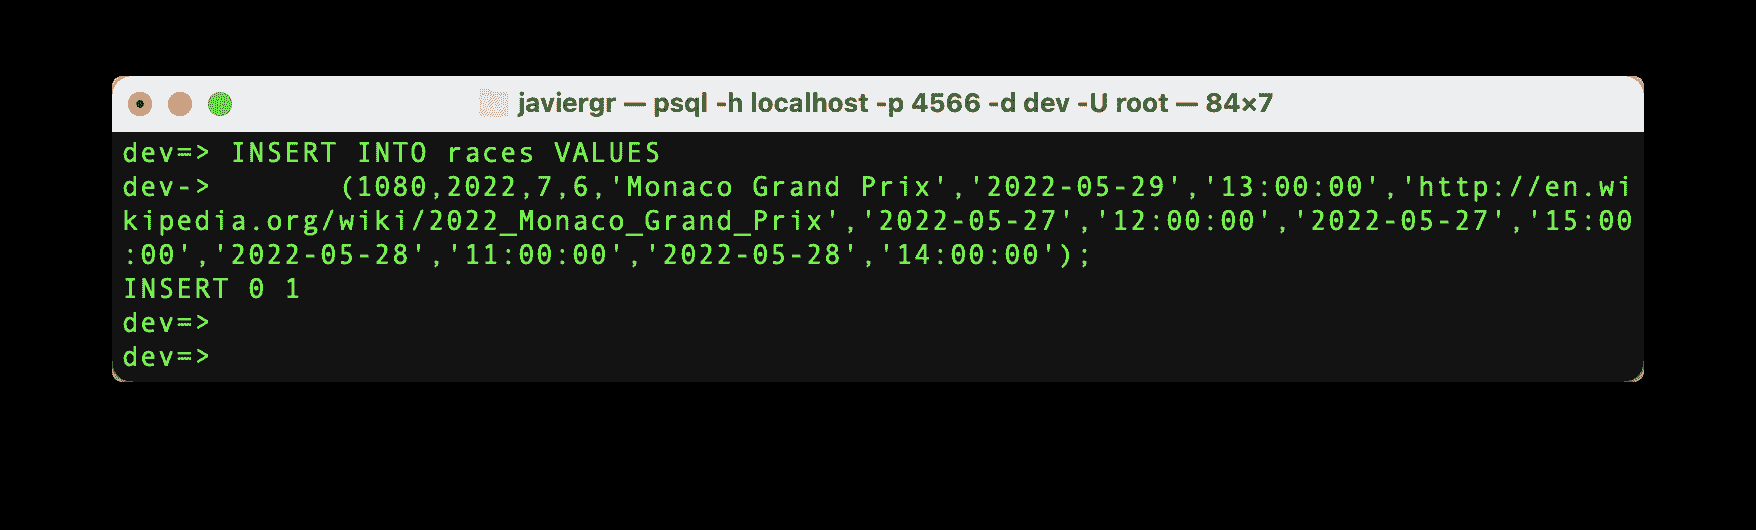 javiergr — psql -h localhost -p 4566 -d dev -U root — 84×7
dev=> INSERT INTO races VALUES
dev->       (1080,2022,7,6,'Monaco Grand Prix','2022-05-29','13:00:00','http://en.wi
kipedia.org/wiki/2022_Monaco_Grand_Prix','2022-05-27','12:00:00','2022-05-27','15:00
:00','2022-05-28','11:00:00','2022-05-28','14:00:00');
INSERT 0 1
dev=>
dev=>